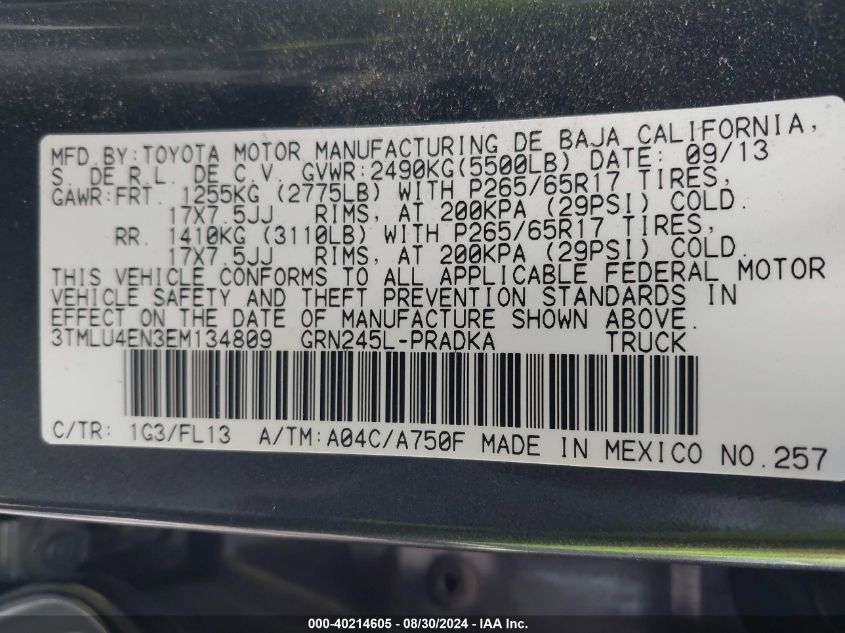 MFD.BY:TOYOTA MOTOR MANUFACTURING DE BAJA CALIFORNIA,
S. DE R.L. DE C.V. GVWR:2490KG(5500LB) DATE: 09/13
GAWR:FRT. 1255KG (2775LB) WITH P265/65R17 TIRES,
17X7.5JJ RIMS, AT 200KPA (29PSI) COLD.
RR. 1410KG (3110LB) WITH P265/65R17 TIRES,
17X7.5JJ RIMS, AT 200KPA (29PSI) COLD.
THIS VEHICLE CONFORMS TO ALL APPLICABLE FEDERAL MOTOR
VEHICLE SAFETY AND THEFT PREVENTION STANDARDS IN
EFFECT ON THE DATE OF MANUFACTURE SHOWN ABOVE.
3TMLU4EN3EM134809 GRN245L-PRADKA TRUCK
C/TR: 1G3/FL13 A/TM:A04C/A750F MADE IN MEXICO NO.257
000-40214605 - 08/30/2024 - IAA Inc.